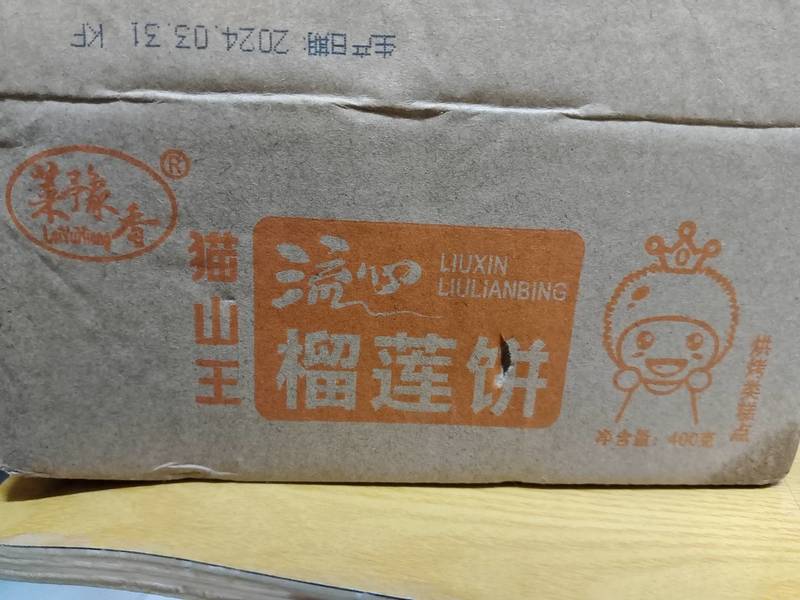 生产日期: 2024.03.31 KF
莱豫香
LaiYuXiang
®
猫山王
流心
LIUXIN
LIULIANBING
榴莲饼
烘烤类糕点
净含量: 400克